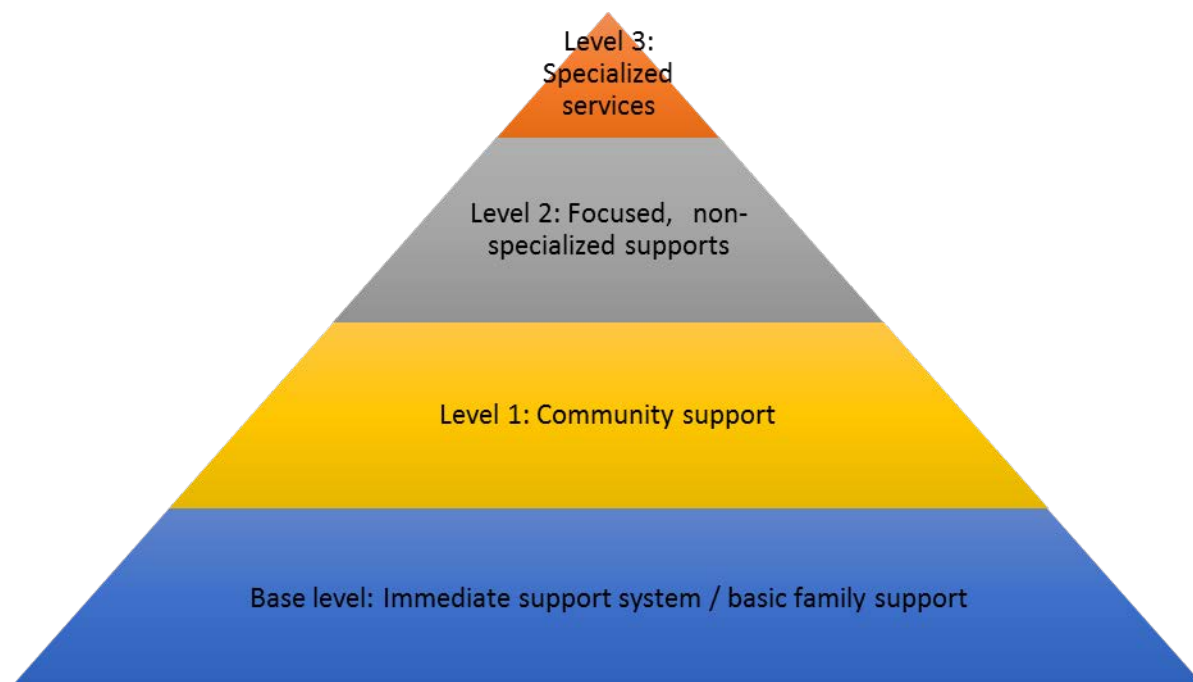 Level 3:
Specialized
services
Level 2: Focused, non-
specialized supports
Level 1: Community support
Base level: Immediate support system / basic family support